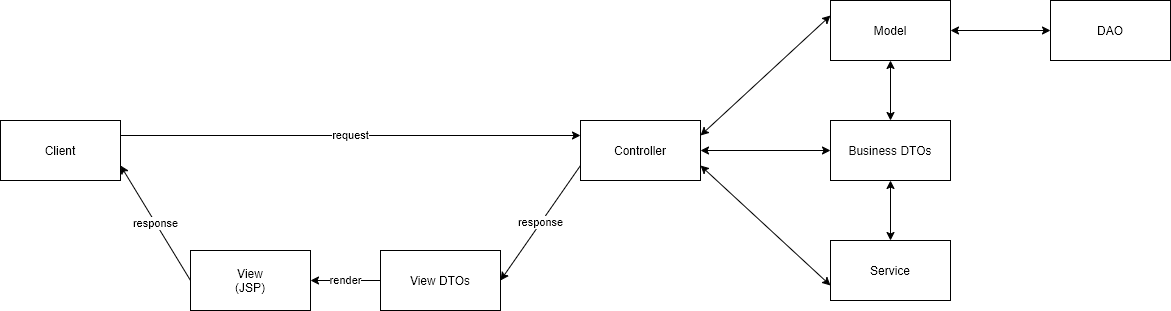 Model
DAO
Client
request
Controller
Business DTOs
response
response
View
(JSP)
render
View DTOs
Service